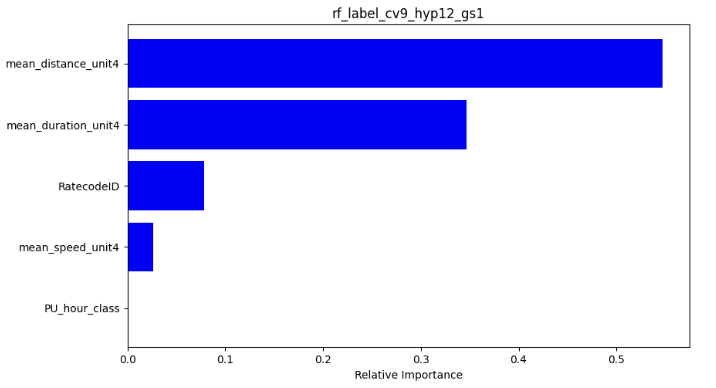 rf_label_cv9_hyp12_gs1
mean_distance_unit4
mean_duration_unit4
RatecodeID
mean_speed_unit4
PU_hour_class
0.0 0.1 0.2 0.3 0.4 0.5
Relative Importance